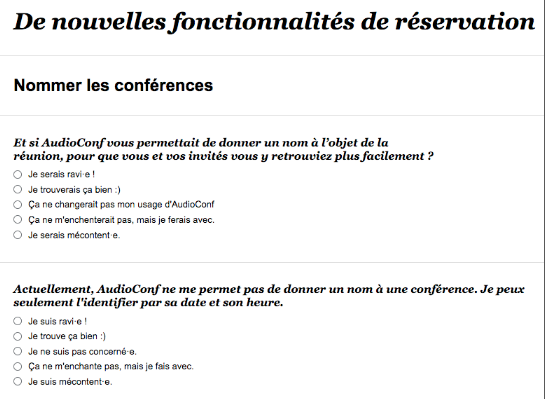 De nouvelles fonctionnalités de réservation
Nommer les conférences
Et si AudioConf vous permettait de donner un nom à l'objet de la
réunion, pour que vous et vos invités vous y retrouviez plus facilement ?
Je serais ravi·e !
Je trouverais ça bien :)
Ça ne changerait pas mon usage d'AudioConf
Ça ne m'enchenterait pas, mais je ferais avec.
Je serais mécontent·e.
Actuellement, AudioConf ne me permet pas de donner un nom à une conférence. Je peux
seulement l'identifier par sa date et son heure.
Je suis ravi·e !
Je trouve ça bien :)
Je ne suis pas concerné·e.
Ça ne m'enchante pas, mais je fais avec.
Je suis mécontent·e.